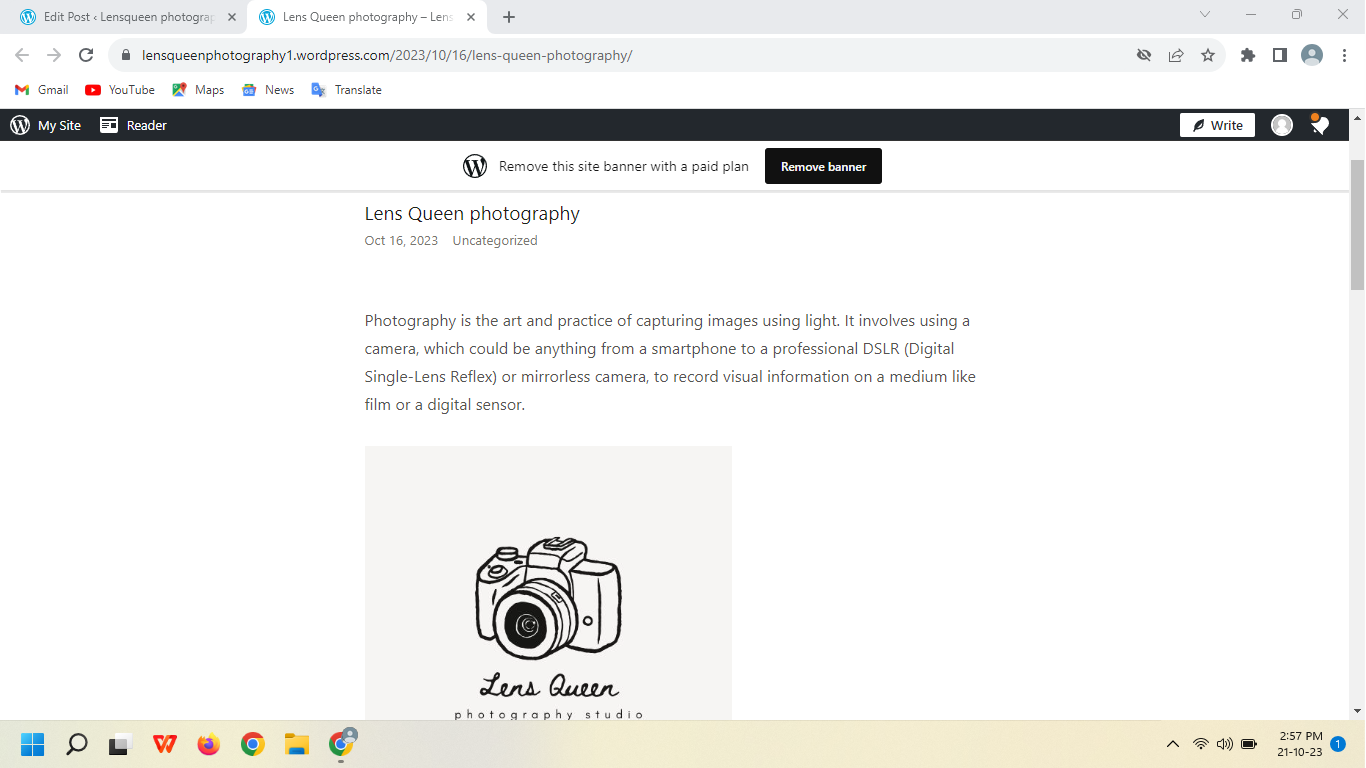 Edit Post ‹ Lensqueen photograp
Lens Queen photography – Lens
lensqueenphotography1.wordpress.com/2023/10/16/lens-queen-photography/
Gmail YouTube Maps News Translate
My Site Reader Write
Remove this site banner with a paid plan Remove banner
Lens Queen photography
Oct 16, 2023 Uncategorized
Photography is the art and practice of capturing images using light. It involves using a
camera, which could be anything from a smartphone to a professional DSLR (Digital
Single-Lens Reflex) or mirrorless camera, to record visual information on a medium like
film or a digital sensor.
Lens Queen
photography studio
2:57 PM
21-10-23
1